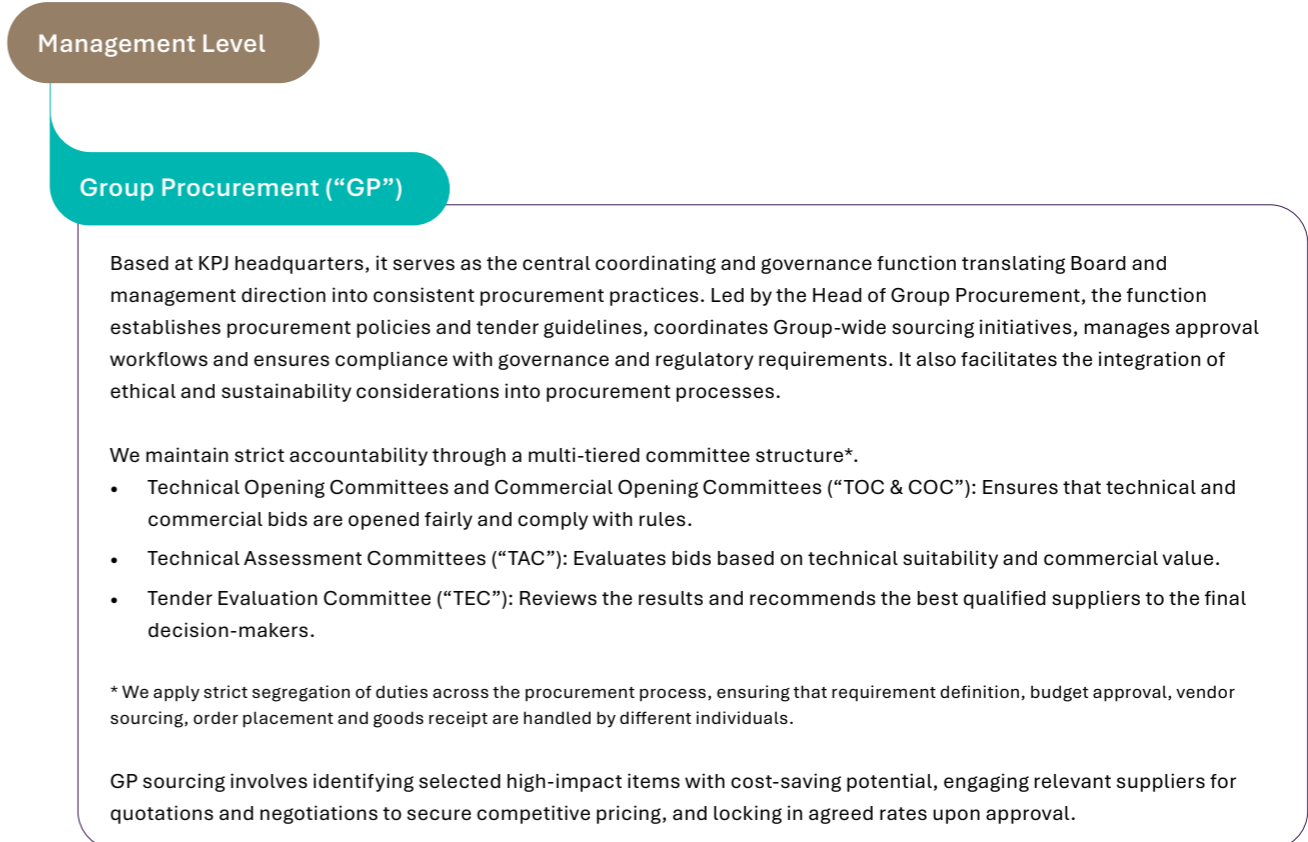 Management Level
Group Procurement (“GP”)
Based at KPJ headquarters, it serves as the central coordinating and governance function translating Board and
management direction into consistent procurement practices. Led by the Head of Group Procurement, the function
establishes procurement policies and tender guidelines, coordinates Group-wide sourcing initiatives, manages approval
workflows and ensures compliance with governance and regulatory requirements. It also facilitates the integration of
ethical and sustainability considerations into procurement processes.
We maintain strict accountability through a multi-tiered committee structure*.
• Technical Opening Committees and Commercial Opening Committees (“TOC & COC”): Ensures that technical and
commercial bids are opened fairly and comply with rules.
• Technical Assessment Committees (“TAC”): Evaluates bids based on technical suitability and commercial value.
• Tender Evaluation Committee (“TEC”): Reviews the results and recommends the best qualified suppliers to the final
decision-makers.
* We apply strict segregation of duties across the procurement process, ensuring that requirement definition, budget approval, vendor
sourcing, order placement and goods receipt are handled by different individuals.
GP sourcing involves identifying selected high-impact items with cost-saving potential, engaging relevant suppliers for
quotations and negotiations to secure competitive pricing, and locking in agreed rates upon approval.